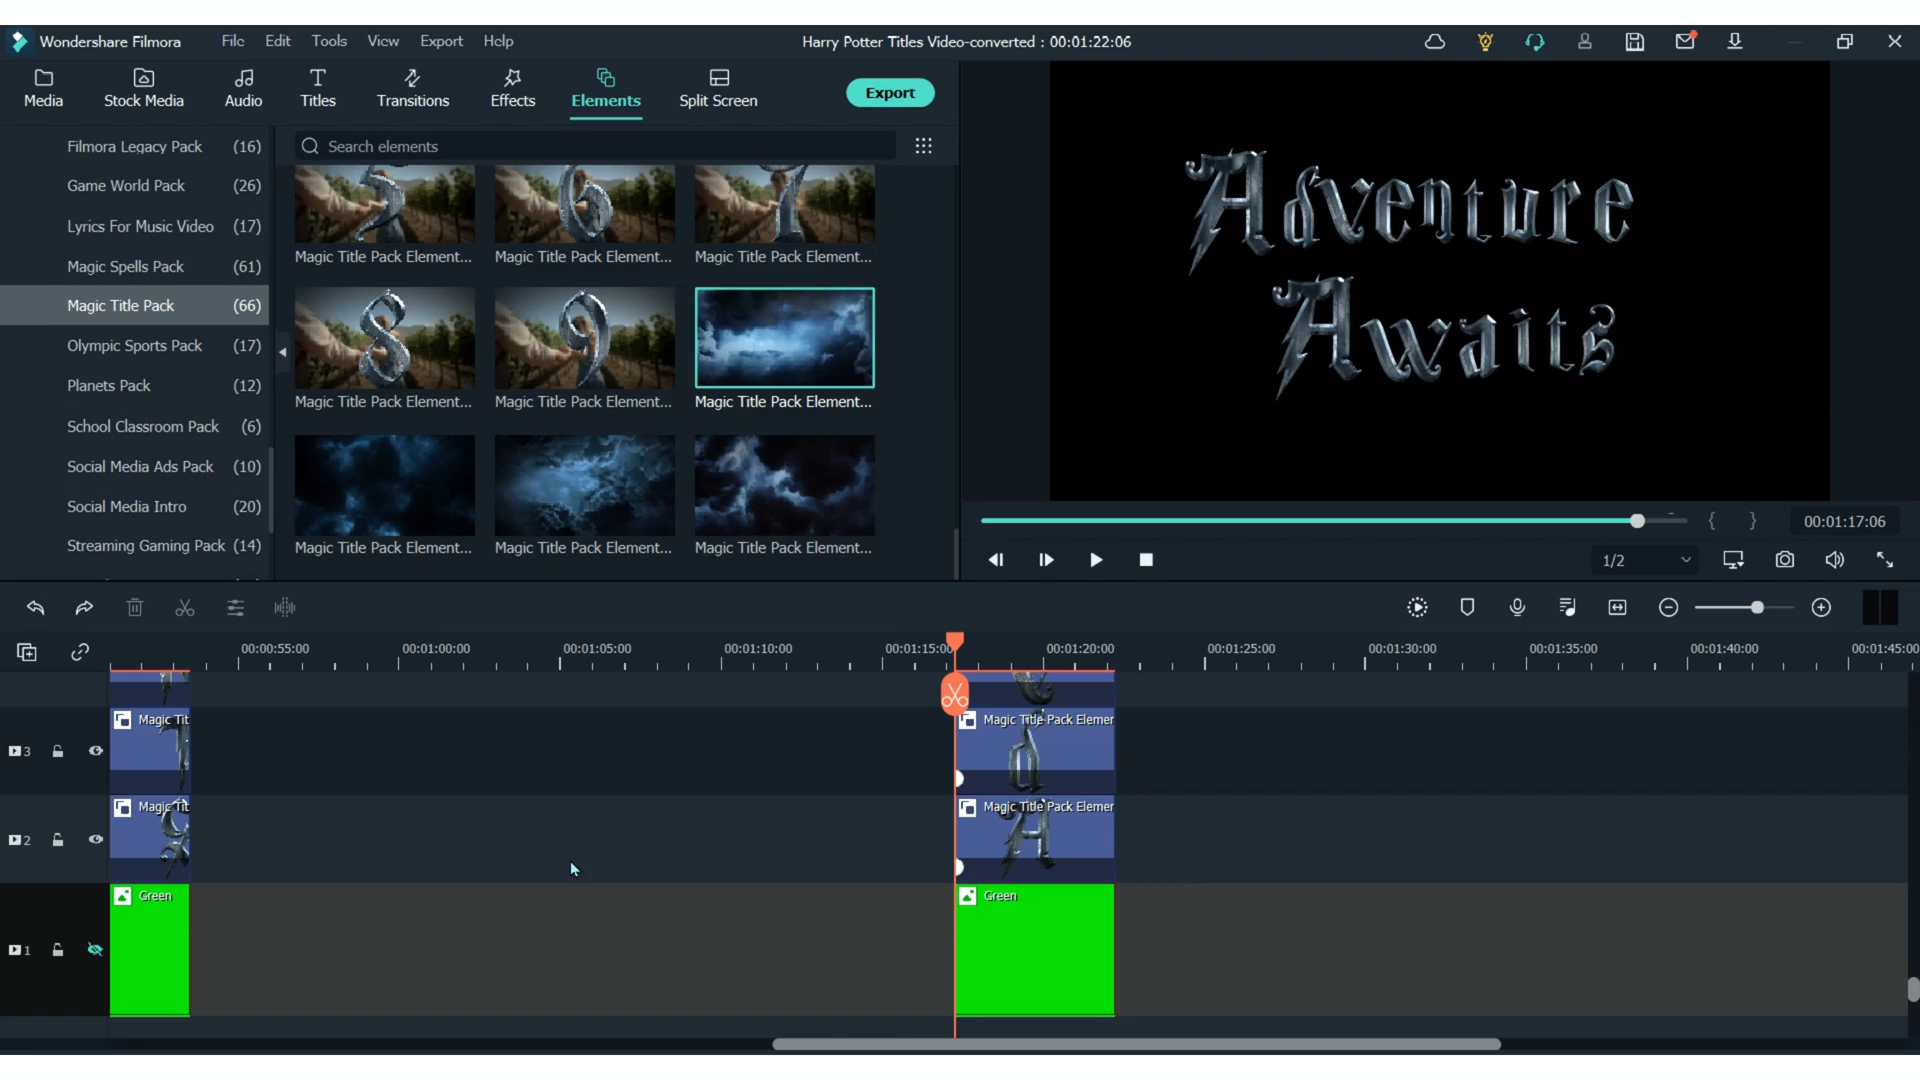 Wondershare Filmora File Edit Tools View Export Help Harry Potter Titles Video-converted : 00:01:22:06
Media Stock Media Audio Titles Transitions Effects Elements Split Screen Export
Filmora Legacy Pack (16)
Game World Pack (26)
Lyrics For Music Video (17)
Magic Spells Pack (61)
Magic Title Pack (66)
Olympic Sports Pack (17)
Planets Pack (12)
School Classroom Pack (6)
Social Media Ads Pack (10)
Social Media Intro (20)
Streaming Gaming Pack (14)
Search elements
5 6 7
Magic Title Pack Element... Magic Title Pack Element... Magic Title Pack Element...
8 9
Magic Title Pack Element... Magic Title Pack Element... Magic Title Pack Element...
Magic Title Pack Element... Magic Title Pack Element... Magic Title Pack Element...
Adventure
Awaits
{ } 00:01:17:06
1/2
00:00:55:00 00:01:00:00 00:01:05:00 00:01:10:00 00:01:15:00 00:01:20:00 00:01:25:00 00:01:30:00 00:01:35:00 00:01:40:00 00:01:45:00
3 Magic Tit Magic Title Pack Elemer
d
2 Magic Tit Magic Title Pack Elemer
A
1 Green Green